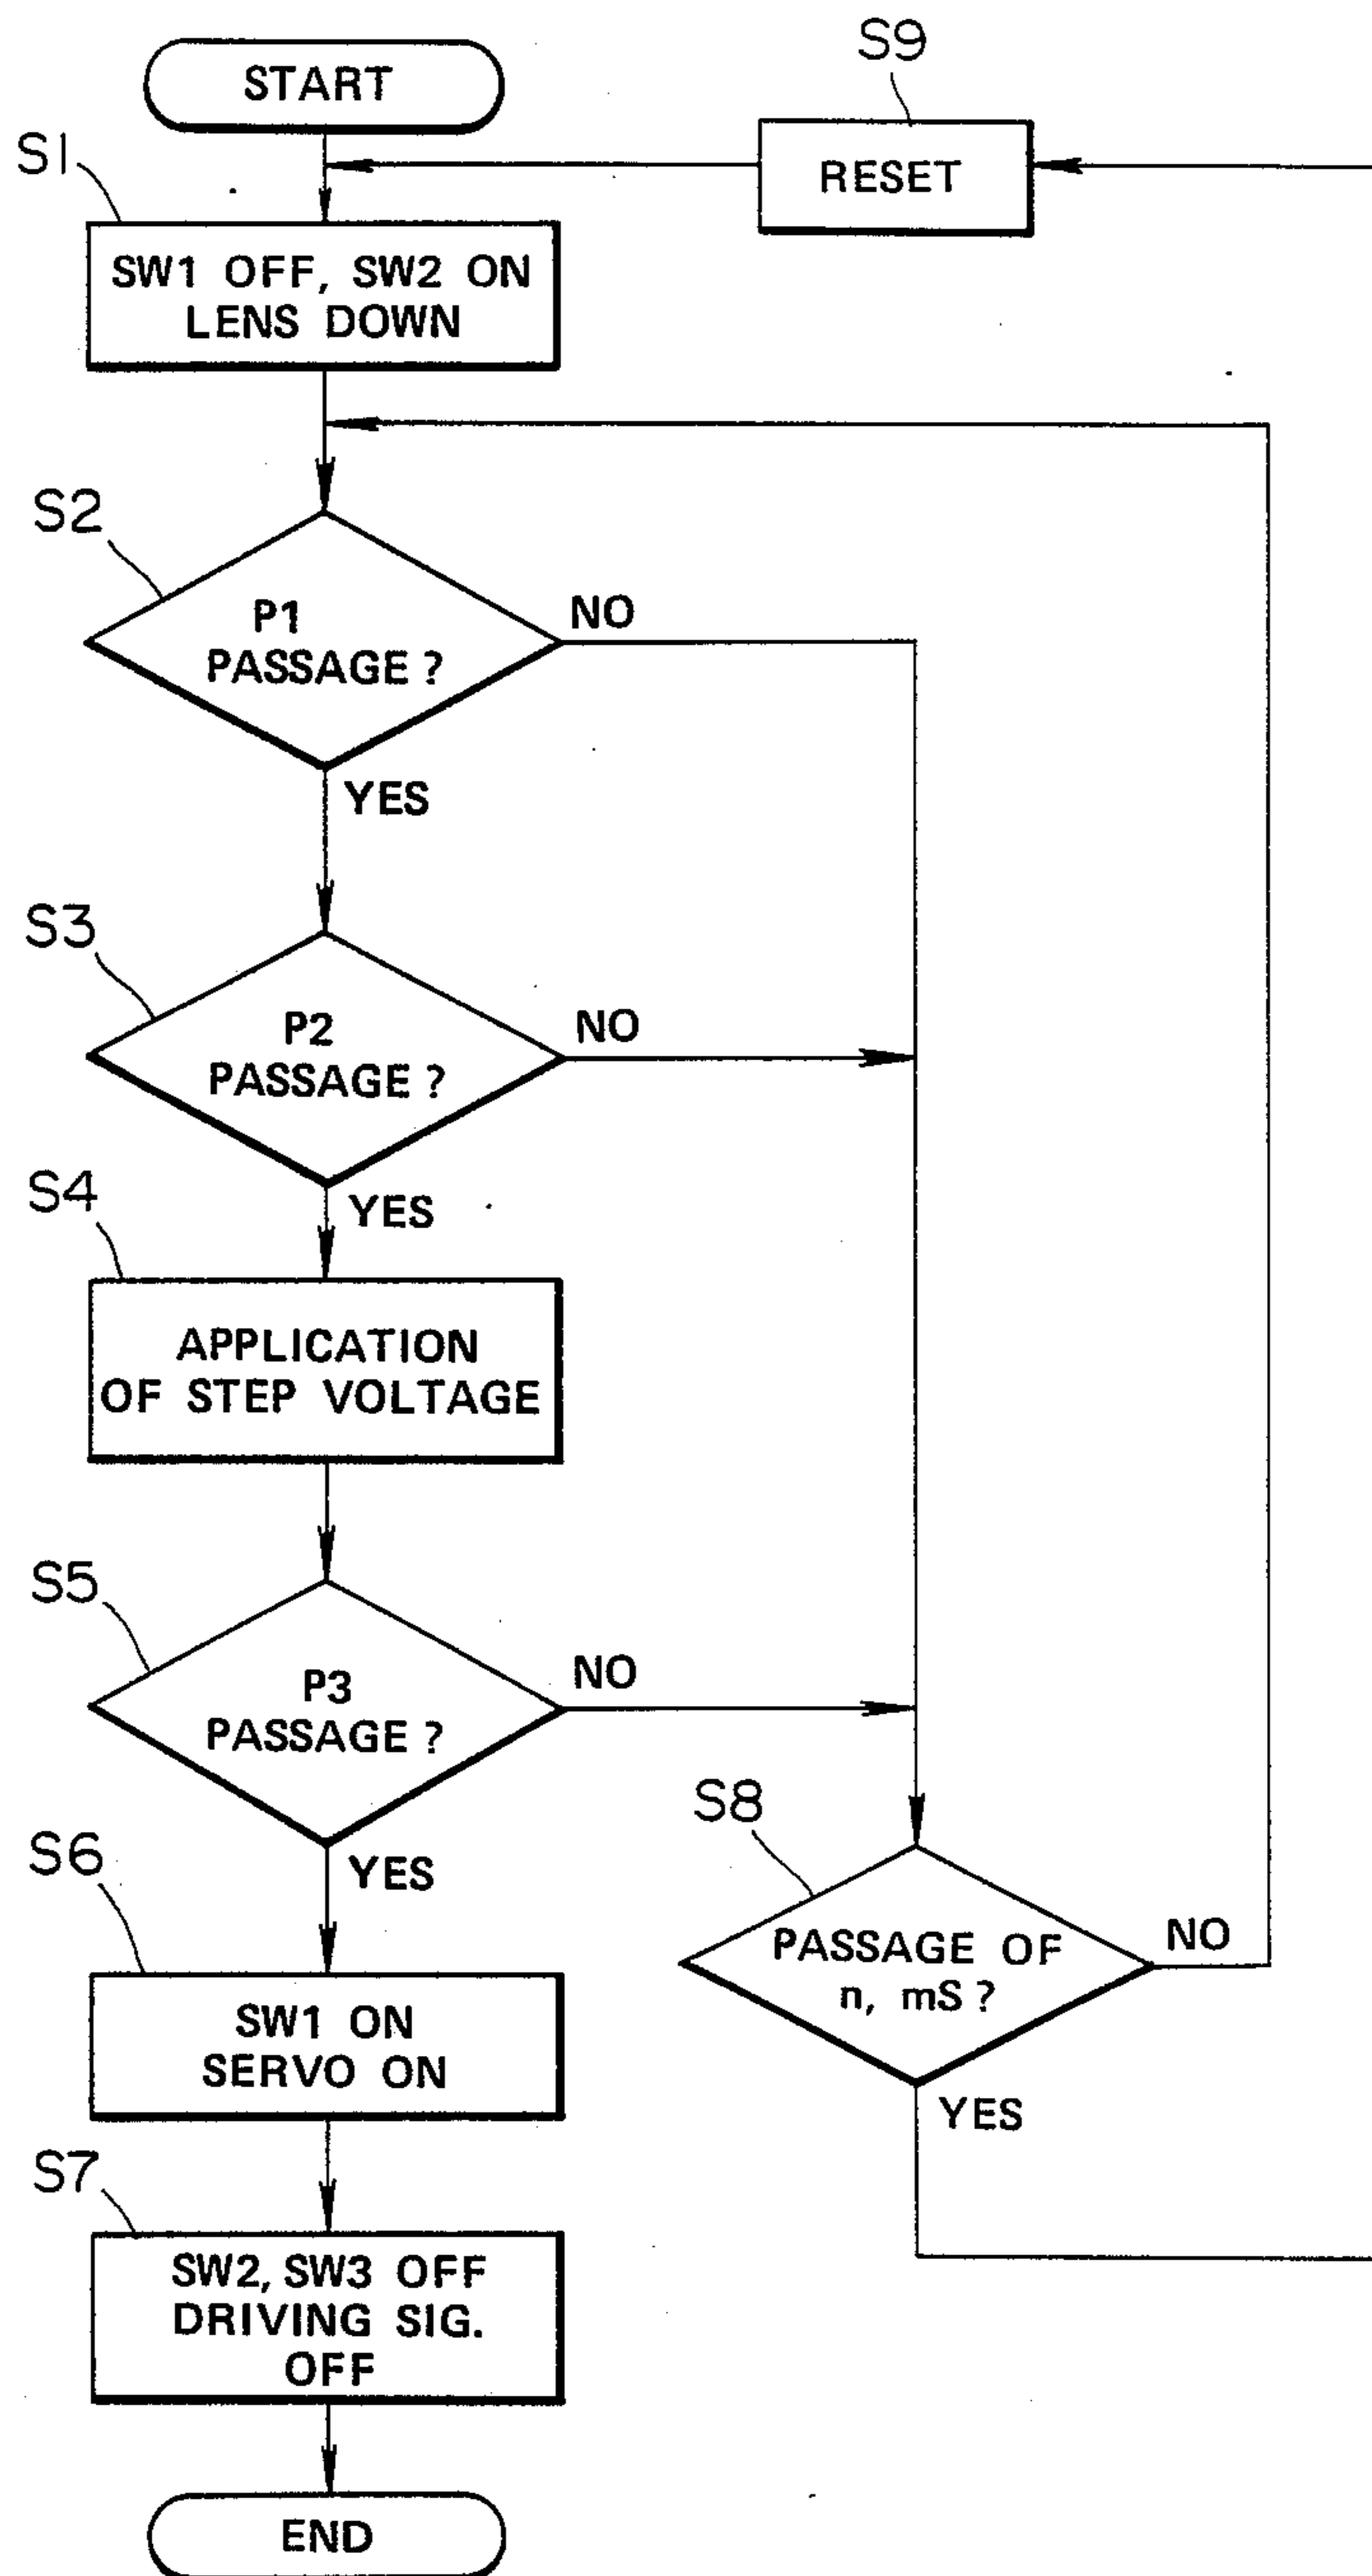 START
S9
RESET
S1
SW1 OFF, SW2 ON
LENS DOWN
S2
P1
PASSAGE ?
NO
YES
S3
P2
PASSAGE ?
NO
YES
S4
APPLICATION
OF STEP VOLTAGE
S5
P3
PASSAGE ?
NO
YES
S8
PASSAGE OF
n, mS ?
NO
YES
S6
SW1 ON
SERVO ON
S7
SW2, SW3 OFF
DRIVING SIG.
OFF
END